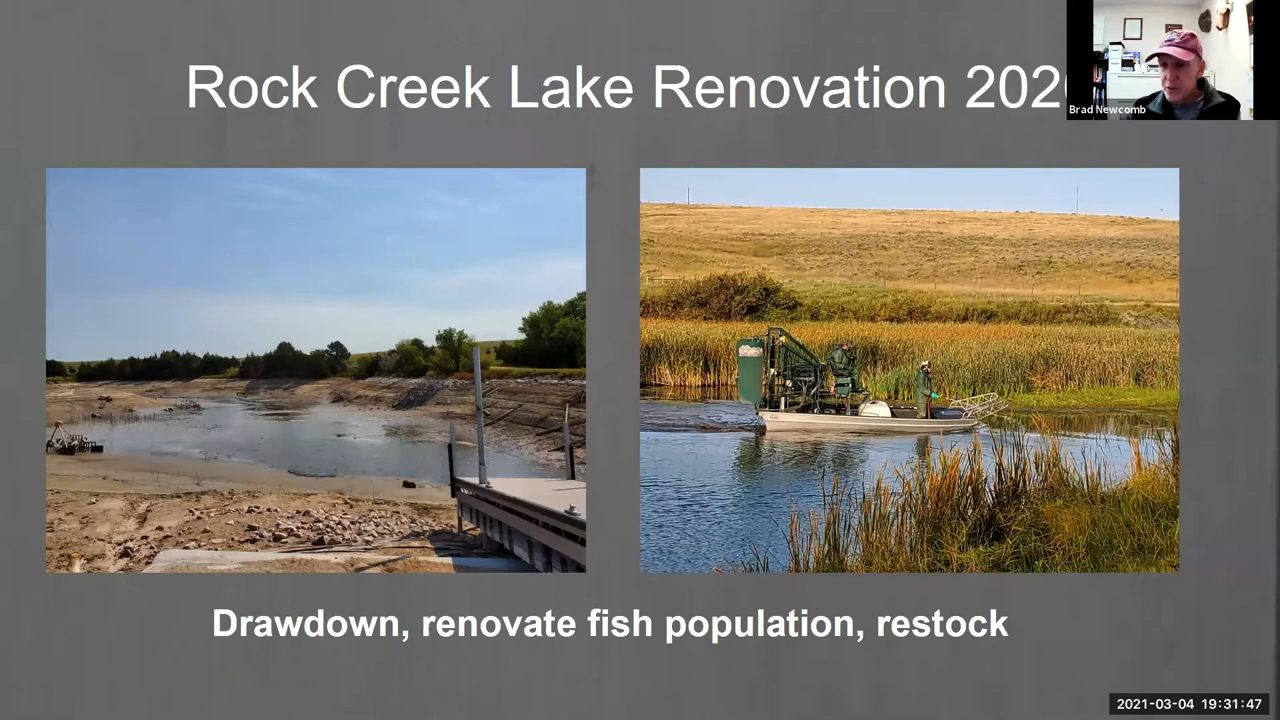 Rock Creek Lake Renovation 202
Brad Newcomb
Drawdown, renovate fish population, restock
2021-03-04 19:31:47